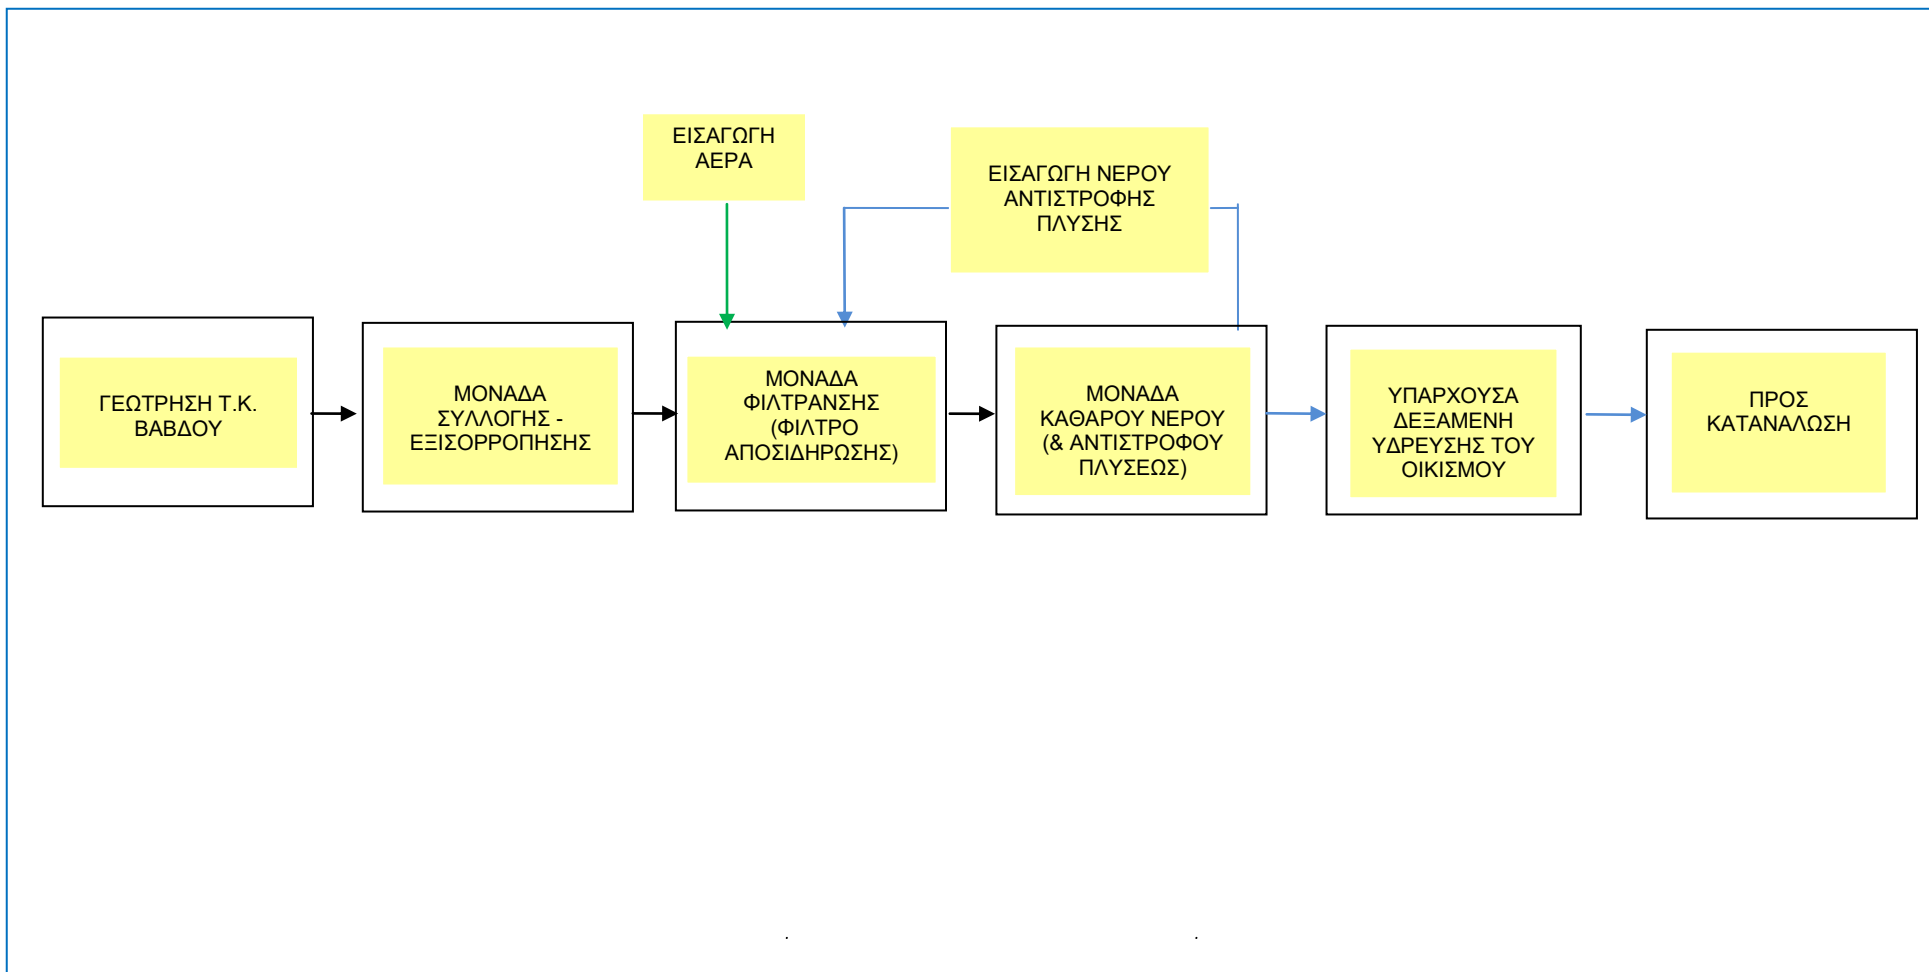 ΕΙΣΑΓΩΓΗ
ΑΕΡΑ
ΕΙΣΑΓΩΓΗ ΝΕΡΟΥ
ΑΝΤΙΣΤΡΟΦΗΣ
ΠΛΥΣΗΣ
ΓΕΩΤΡΗΣΗ Τ.Κ.
ΒΑΒΔΟΥ
ΜΟΝΑΔΑ
ΣΥΛΛΟΓΗΣ -
ΕΞΙΣΟΡΡΟΠΗΣΗΣ
ΜΟΝΑΔΑ
ΦΙΛΤΡΑΝΣΗΣ
(ΦΙΛΤΡΟ
ΑΠΟΣΙΔΗΡΩΣΗΣ)
ΜΟΝΑΔΑ
ΚΑΘΑΡΟΥ ΝΕΡΟΥ
(& ΑΝΤΙΣΤΡΟΦΟΥ
ΠΛΥΣΕΩΣ)
ΥΠΑΡΧΟΥΣΑ
ΔΕΞΑΜΕΝΗ
ΥΔΡΕΥΣΗΣ ΤΟΥ
ΟΙΚΙΣΜΟΥ
ΠΡΟΣ
ΚΑΤΑΝΑΛΩΣΗ